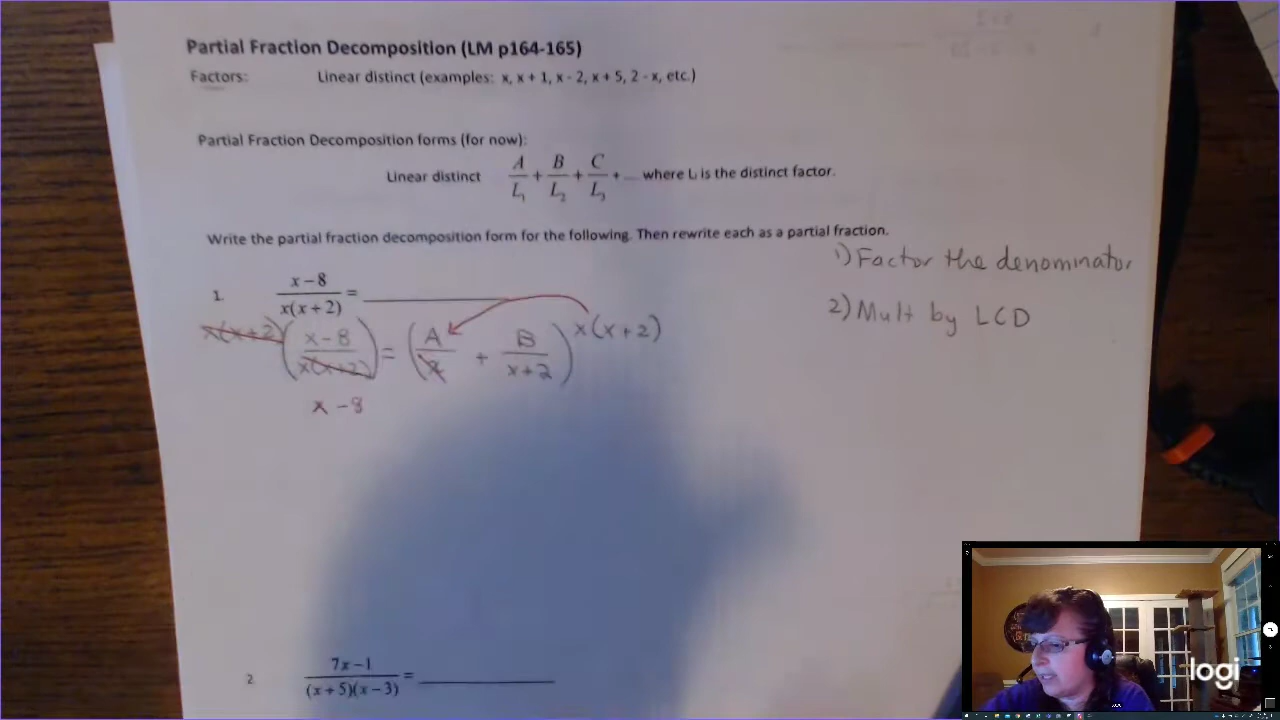 Partial Fraction Decomposition (LM p164-165)
Factors: Linear distinct (examples: x, x + 1, x - 2, x + 5, 2 - x, etc.)
Partial Fraction Decomposition forms (for now):
Linear distinct A/L₁ + B/L₂ + C/L₃ + ... where Lᵢ is the distinct factor.
Write the partial fraction decomposition form for the following. Then rewrite each as a partial fraction.
1) Factor the denominator
1. (x − 8)/(x(x + 2)) = ____________
2) Mult by LCD
x(x+2) ((x−8)/(x(x+2))) = (A/x + B/(x+2)) x(x+2)
x −8
2 (7x − 1)/((x + 5)(x − 3)) = ____________
logi